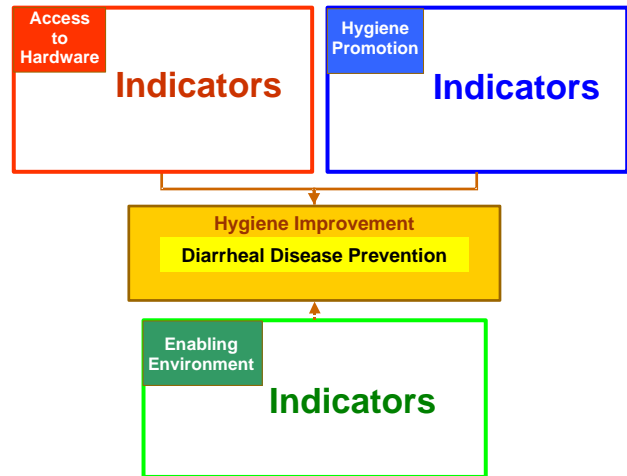 Access
to
Hardware
Indicators
Hygiene
Promotion
Indicators
Hygiene Improvement
Diarrheal Disease Prevention
Enabling
Environment
Indicators